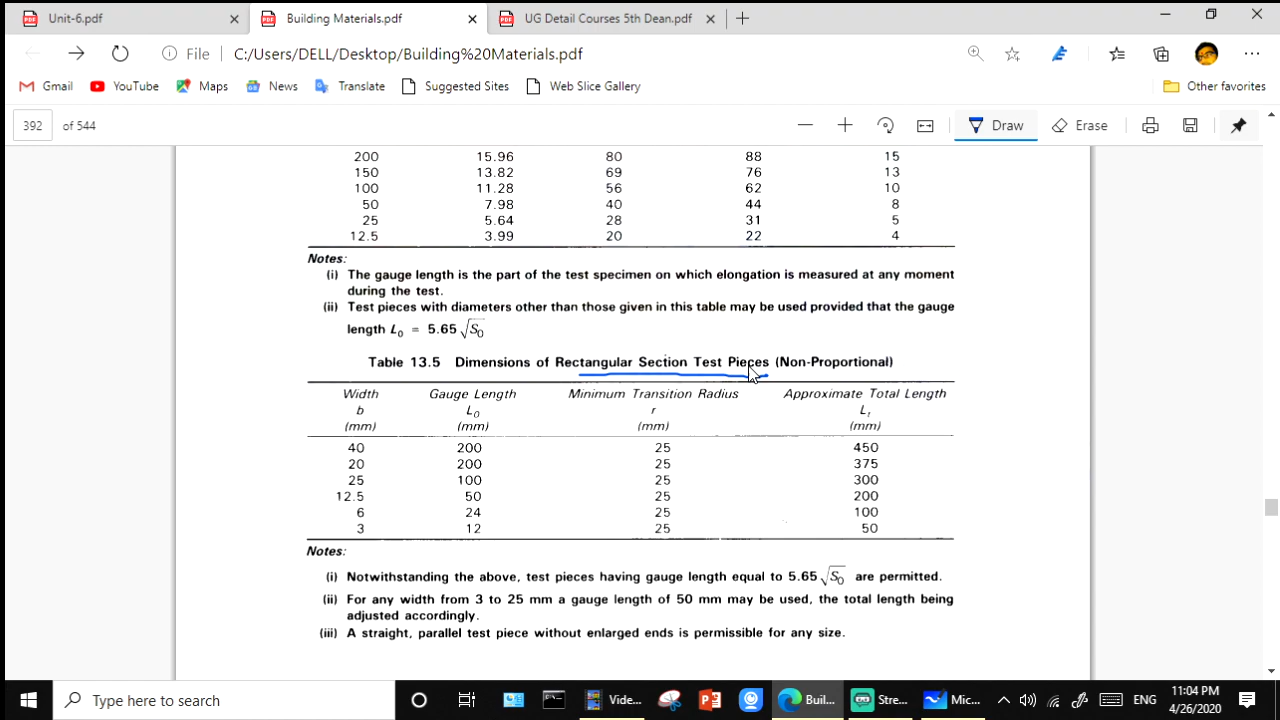 Unit-6.pdf
Building Materials.pdf
UG Detail Courses 5th Dean.pdf
File C:/Users/DELL/Desktop/Building%20Materials.pdf
Gmail YouTube Maps News Translate Suggested Sites Web Slice Gallery Other favorites
392 of 544 Draw Erase
200 15.96 80 88 15
150 13.82 69 76 13
100 11.28 56 62 10
50 7.98 40 44 8
25 5.64 28 31 5
12.5 3.99 20 22 4
Notes:
(i) The gauge length is the part of the test specimen on which elongation is measured at any moment
during the test.
(ii) Test pieces with diameters other than those given in this table may be used provided that the gauge
length L₀ = 5.65 √S₀
Table 13.5 Dimensions of Rectangular Section Test Pieces (Non-Proportional)
Width Gauge Length Minimum Transition Radius Approximate Total Length
b L₀ r Lₜ
(mm) (mm) (mm) (mm)
40 200 25 450
20 200 25 375
25 100 25 300
12.5 50 25 200
6 24 25 100
3 12 25 50
Notes:
(i) Notwithstanding the above, test pieces having gauge length equal to 5.65 √S₀ are permitted.
(ii) For any width from 3 to 25 mm a gauge length of 50 mm may be used, the total length being
adjusted accordingly.
(iii) A straight, parallel test piece without enlarged ends is permissible for any size.
Type here to search
Vide...
Buil...
Stre...
Mic...
ENG
11:04 PM
4/26/2020